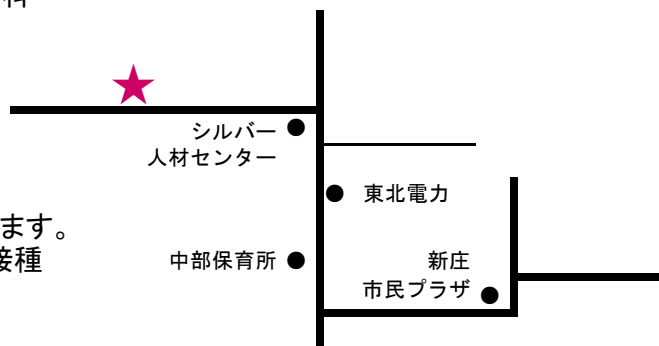 シルバー
人材センター
東北電力
ます。
接種
中部保育所
新庄
市民プラザ